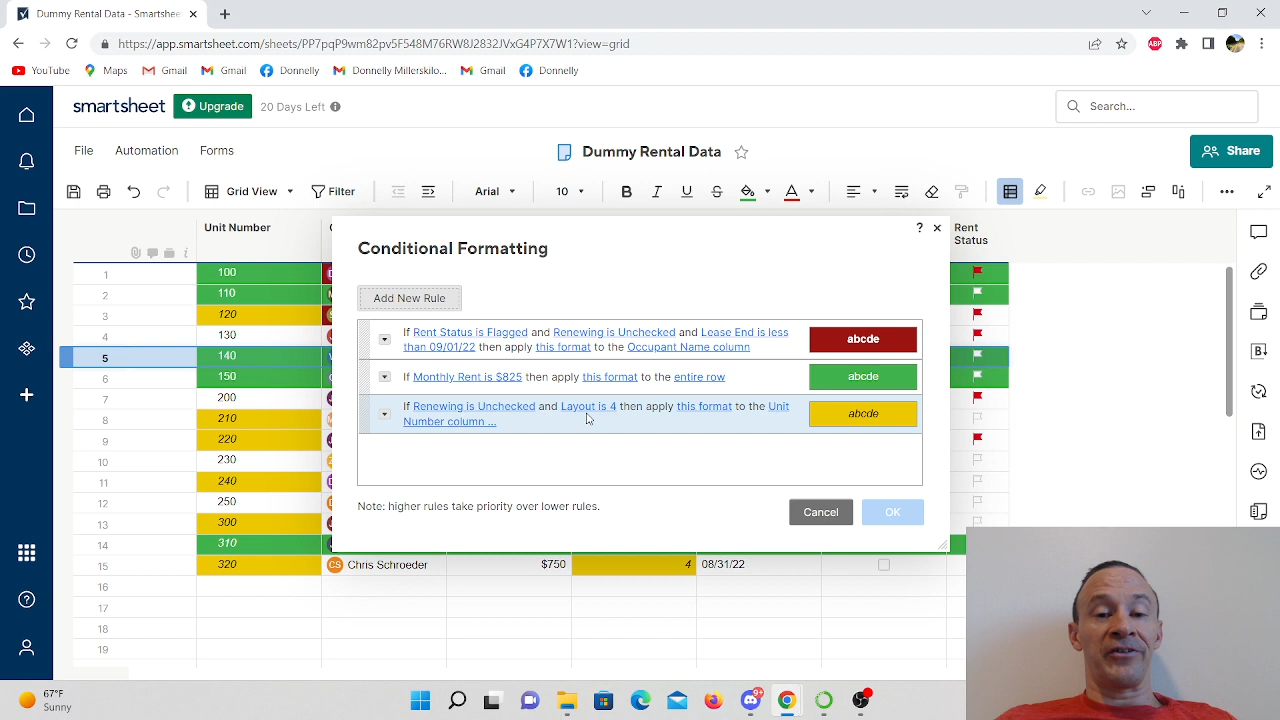 Dummy Rental Data - Smartshee
https://app.smartsheet.com/sheets/
?view=grid
YouTube Maps Gmail Gmail Donnelly Donnelly Millerskilo... Gmail Donnelly
smartsheet Upgrade 20 Days Left Search...
File Automation Forms Dummy Rental Data Share
Grid View Filter Arial 10
Unit Number
Rent
Status
Conditional Formatting
Add New Rule
If Rent Status is Flagged and Renewing is Unchecked and Lease End is less
than 09/01/22 then apply this format to the Occupant Name column
abcde
If Monthly Rent is $825 then apply this format to the entire row
abcde
If Renewing is Unchecked and Layout is 4 then apply this format to the Unit
Number column ...
abcde
Note: higher rules take priority over lower rules.
Cancel OK
1 100
2 110
3 120
4 130
5 140
6 150
7 200
8 210
9 220
10 230
11 240
12 250
13 300
14 310
15 320 CS Chris Schroeder $750 4 08/31/22
16
17
18
19
67°F
Sunny